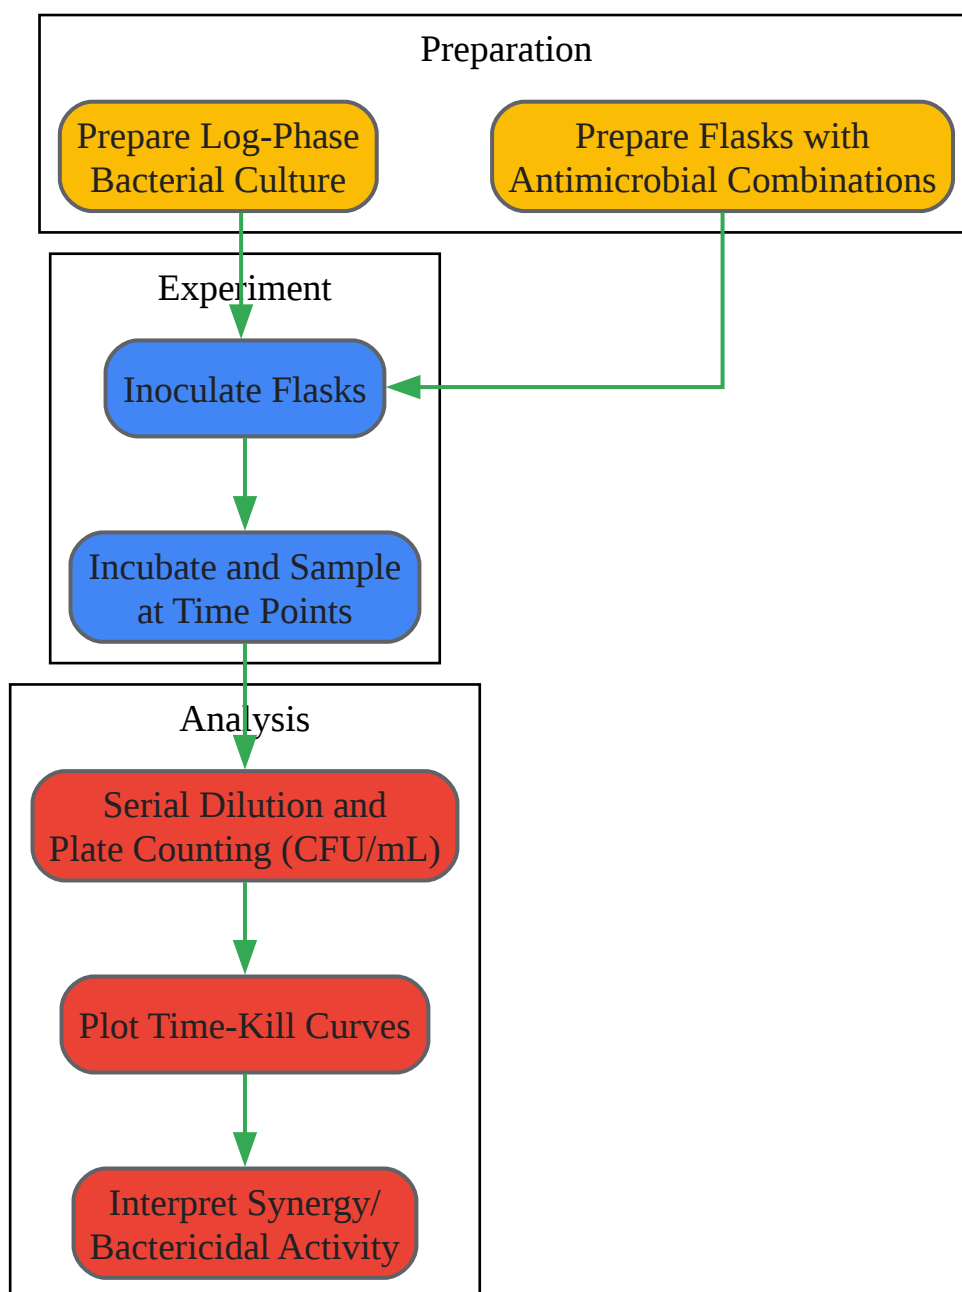 Preparation
Prepare Log-Phase
Bacterial Culture
Prepare Flasks with
Antimicrobial Combinations
Experiment
Inoculate Flasks
Incubate and Sample
at Time Points
Analysis
Serial Dilution and
Plate Counting (CFU/mL)
Plot Time-Kill Curves
Interpret Synergy/
Bactericidal Activity